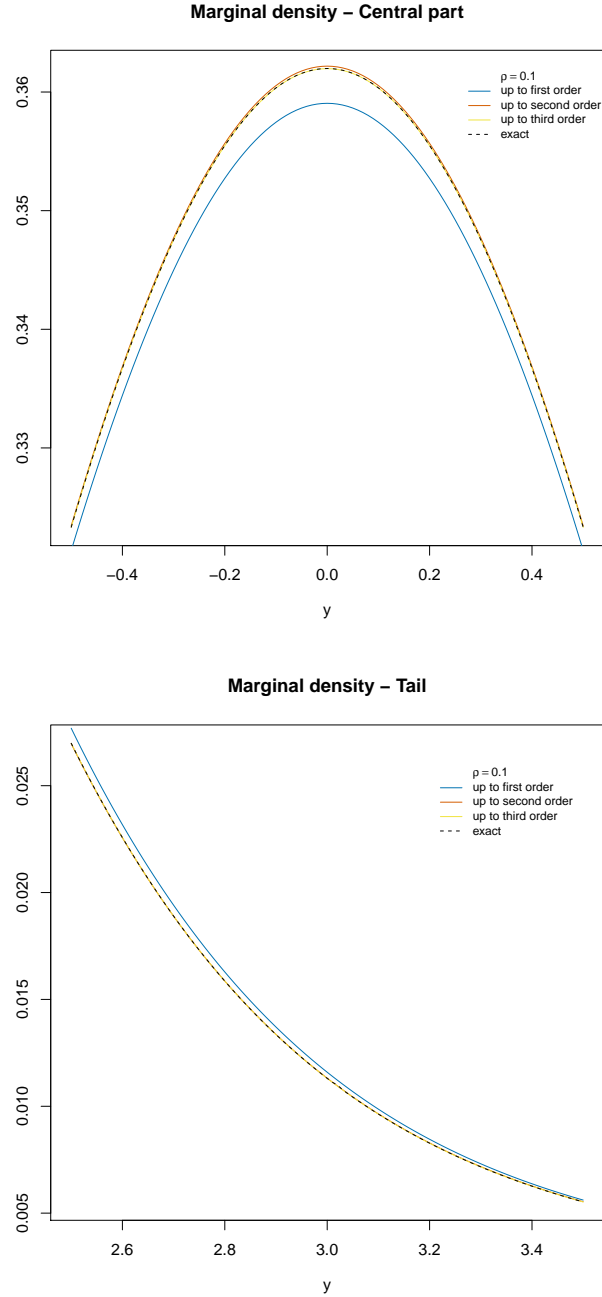 Marginal density – Central part
0.36
0.35
0.34
0.33
ρ = 0.1
up to first order
up to second order
up to third order
exact
−0.4 −0.2 0.0 0.2 0.4
y
Marginal density – Tail
0.025
0.020
0.015
0.010
0.005
ρ = 0.1
up to first order
up to second order
up to third order
exact
2.6 2.8 3.0 3.2 3.4
y